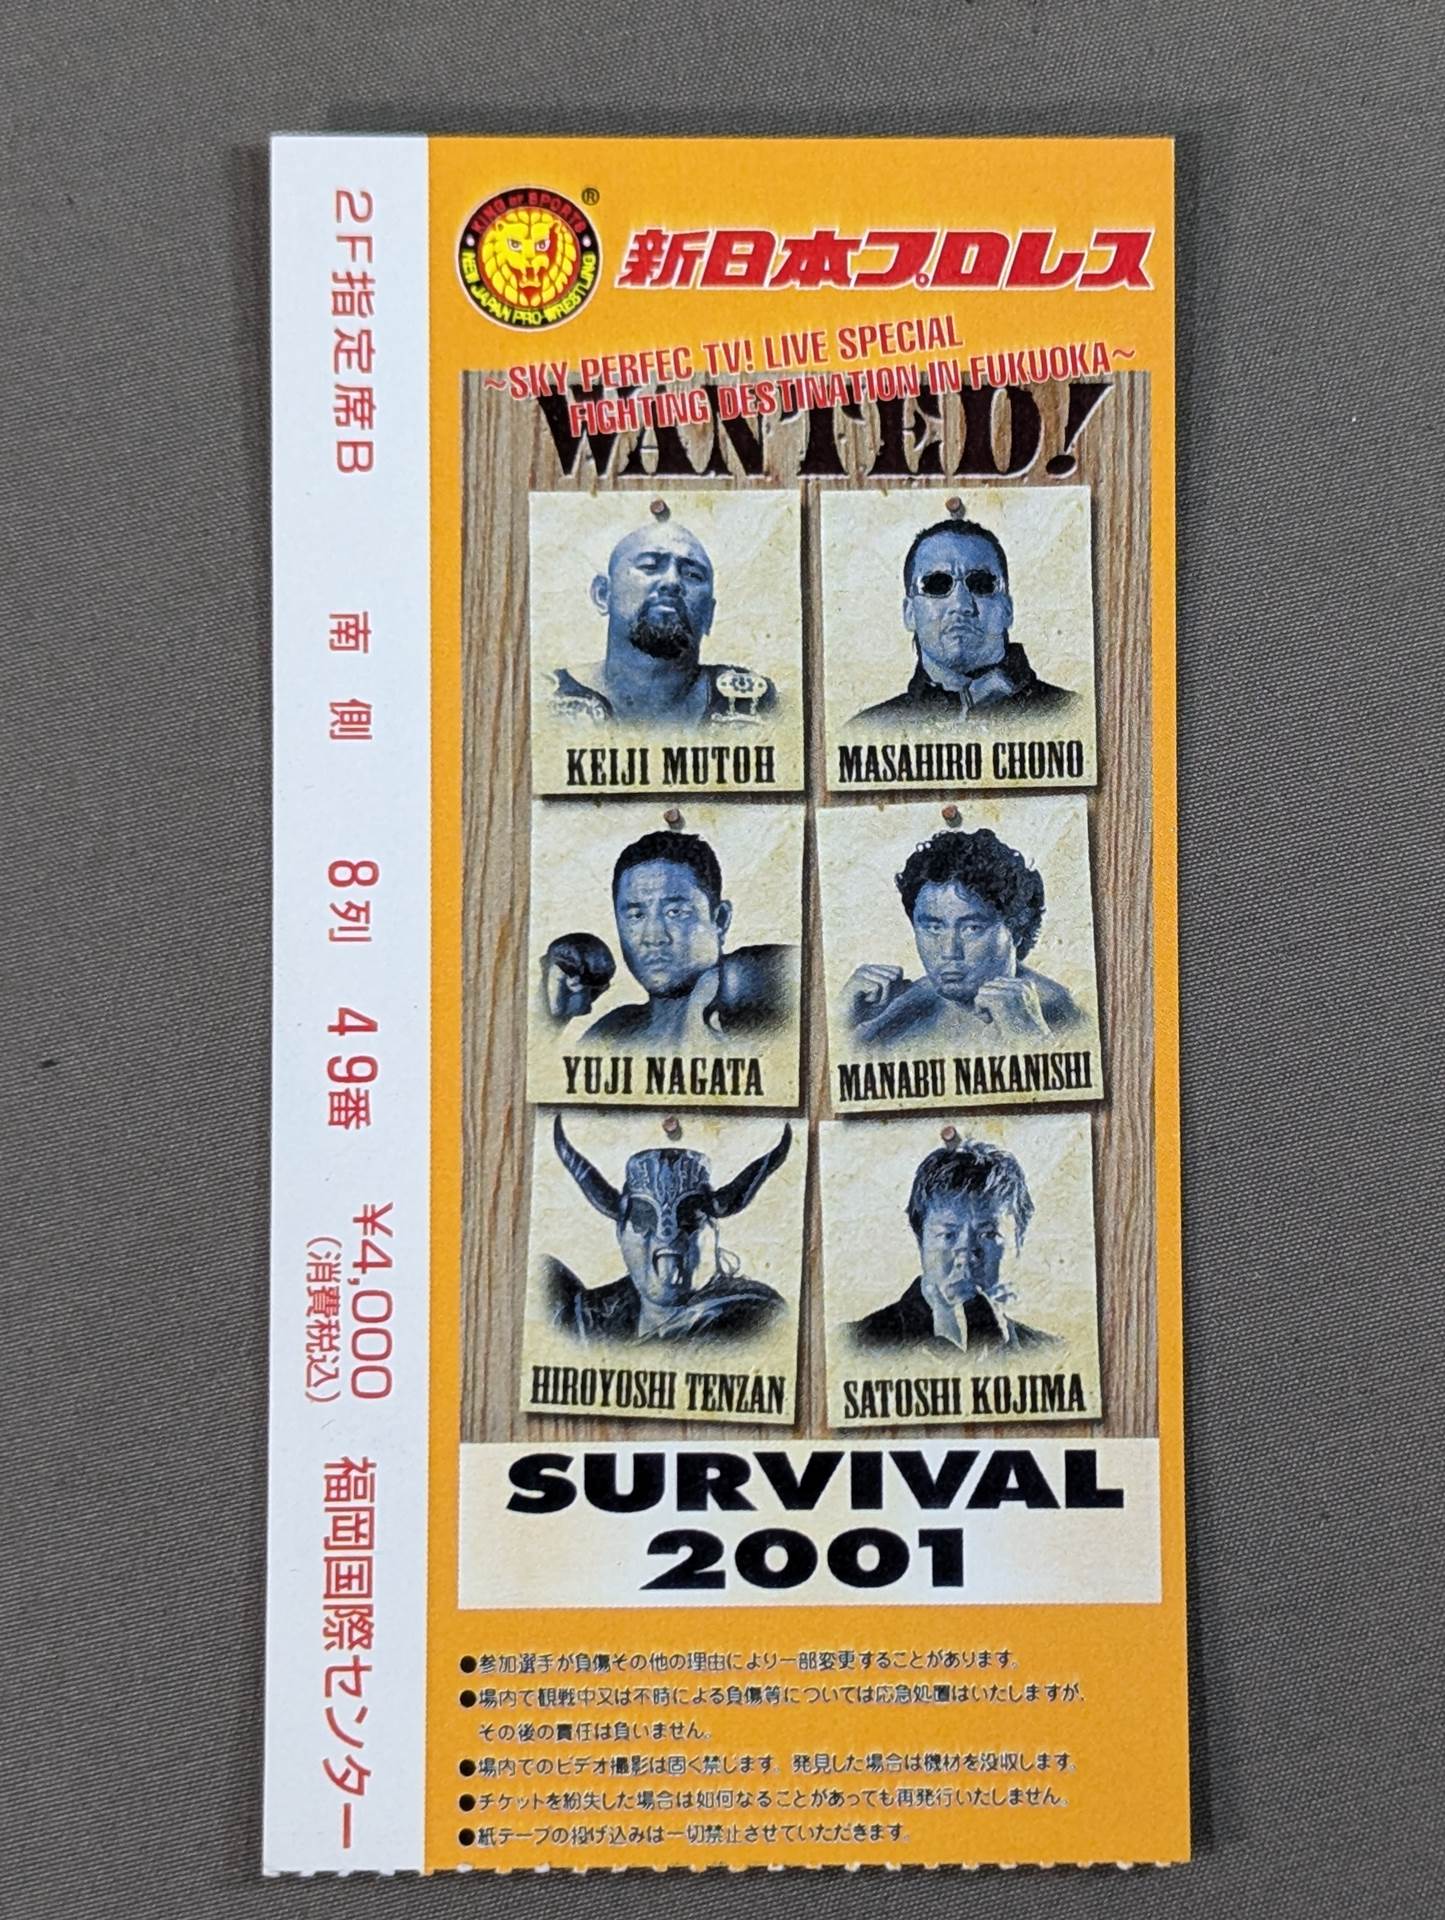 2F指定席B 南側 8列 49番 ¥4,000 福岡国際センター
(消費税込)
KING OF SPORTS
NEW JAPAN PRO-WRESTLING
®
新日本プロレス
~SKY PERFEC TV! LIVE SPECIAL
FIGHTING DESTINATION IN FUKUOKA~
WANTED!
KEIJI MUTOH
MASAHIRO CHONO
YUJI NAGATA
MANABU NAKANISHI
HIROYOSHI TENZAN
SATOSHI KOJIMA
SURVIVAL
2001
●参加選手が負傷その他の理由により一部変更することがあります。
●場内で観戦中又は不時による負傷等については応急処置はいたしますが、
その後の責任は負いません。
●場内でのビデオ撮影は固く禁じます。発見した場合は機材を没収します。
●チケットを紛失した場合は如何なることがあっても再発行いたしません。
●紙テープの投げ込みは一切禁止させていただきます。